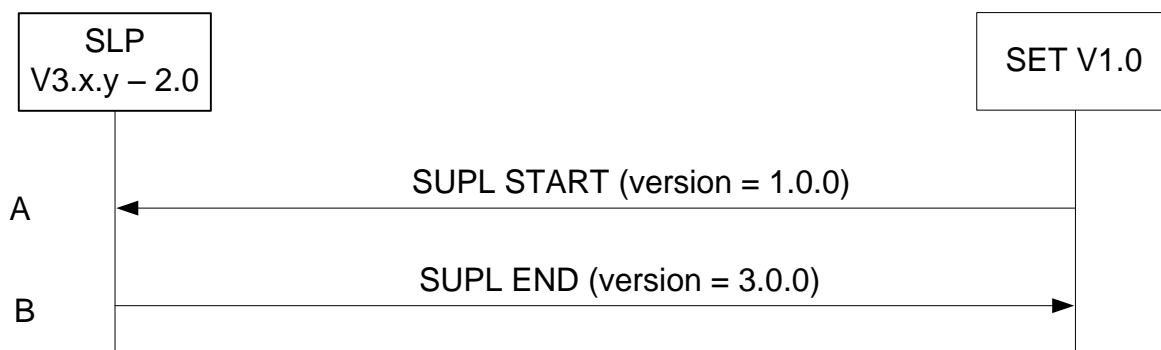 SLP
V3.x.y – 2.0
SET V1.0
SUPL START (version = 1.0.0)
A
SUPL END (version = 3.0.0)
B